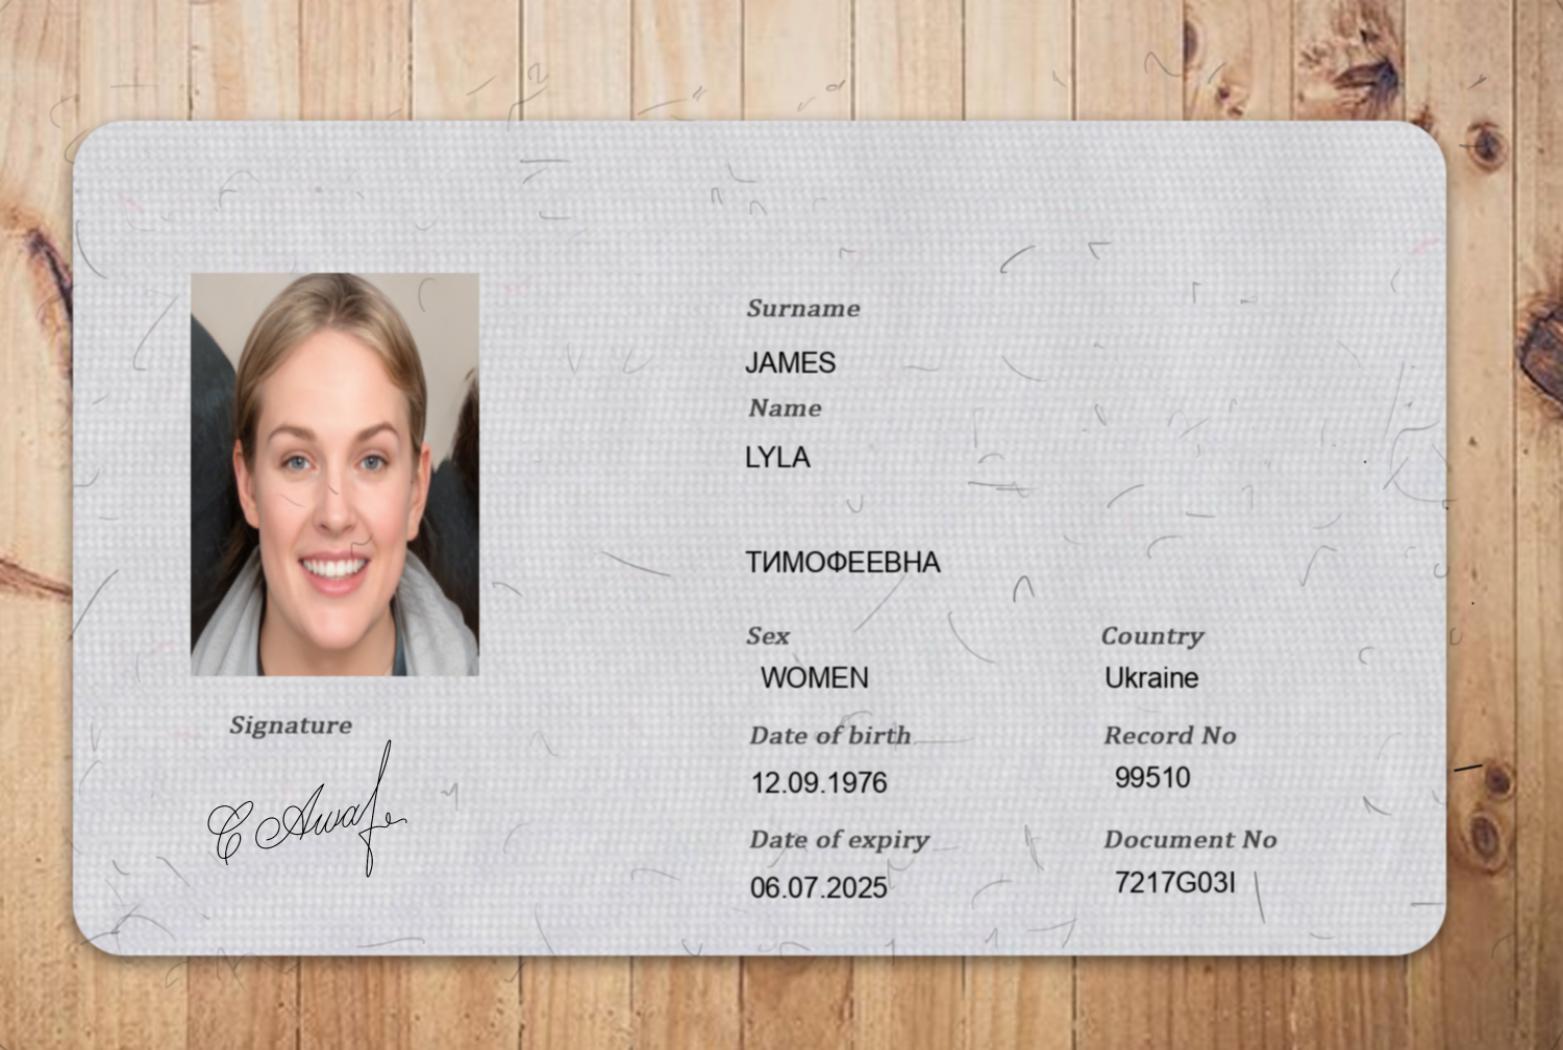 Surname
JAMES
Name
LYLA
ТИМОФЕЕВНА
Sex Country
WOMEN Ukraine
Date of birth Record No
12.09.1976 99510
Date of expiry Document No
06.07.2025 7217G03I
Signature